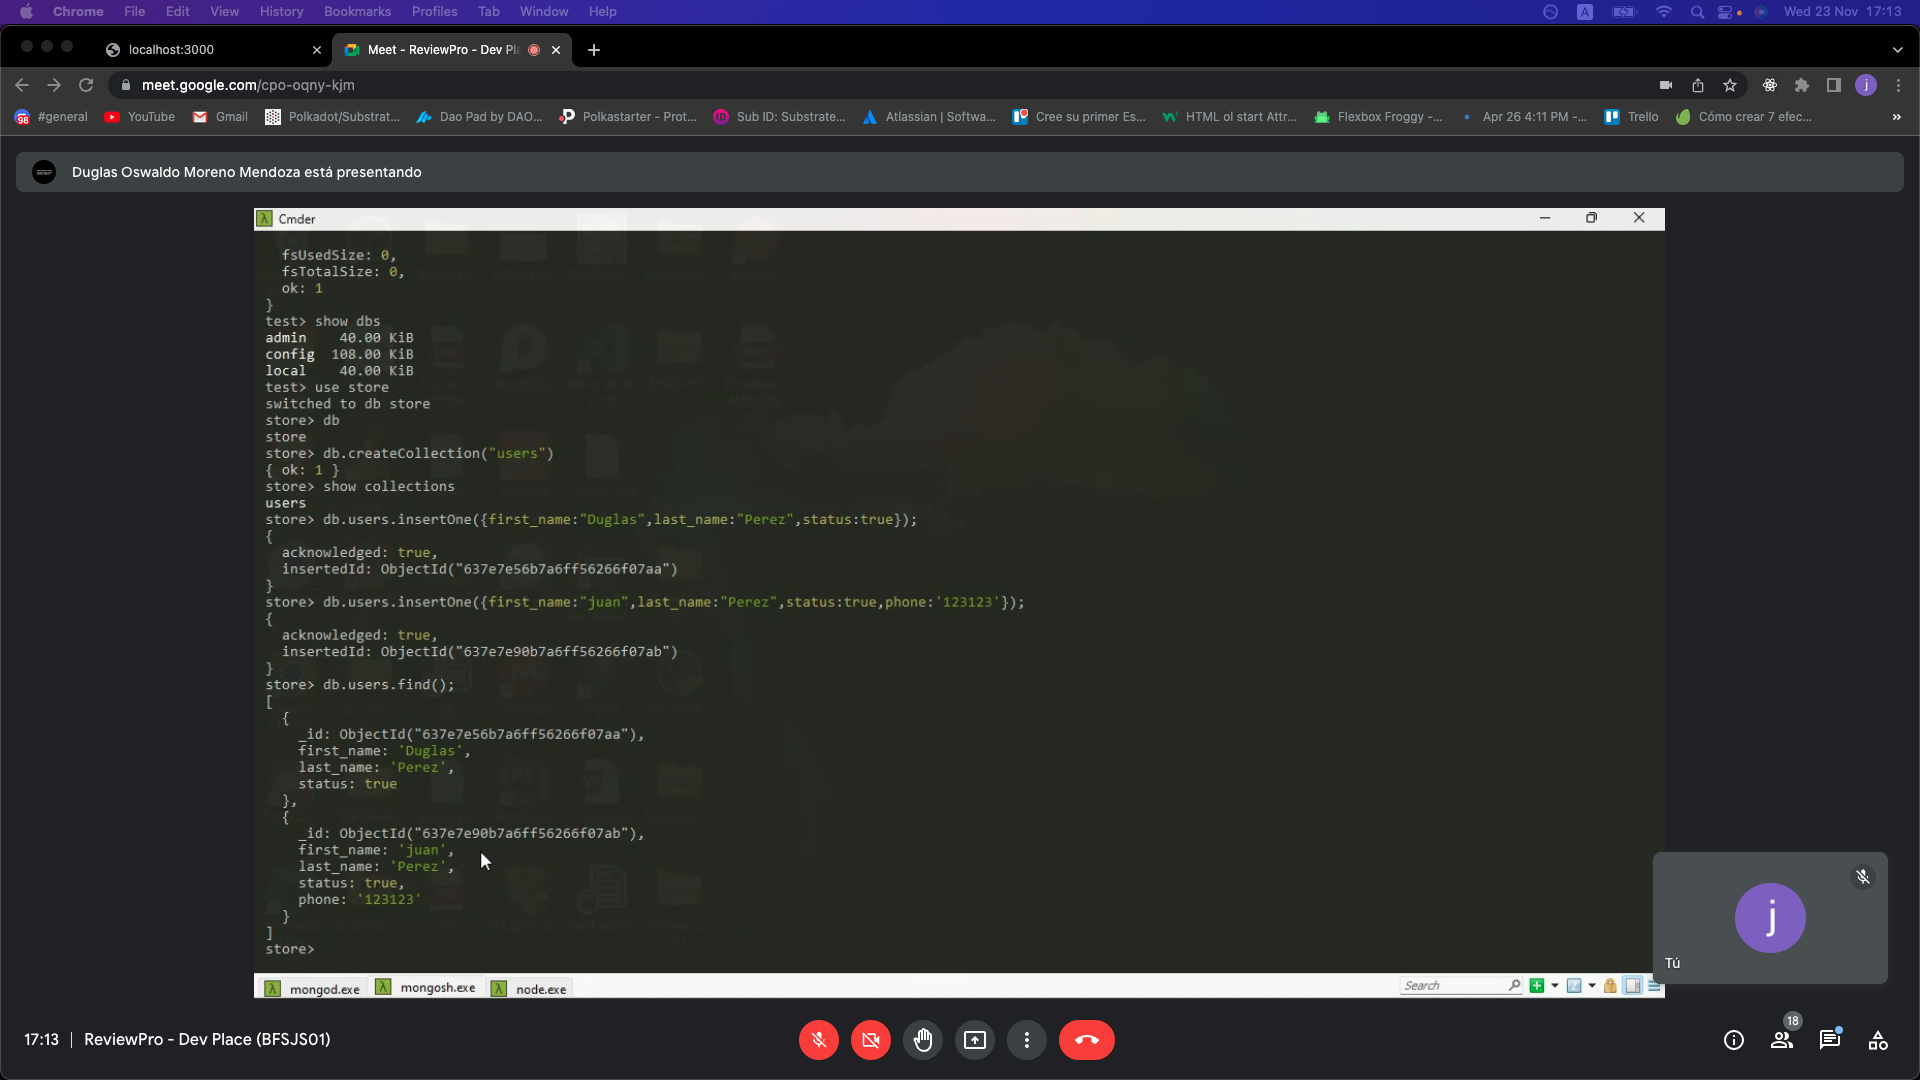 Chrome File Edit View History Bookmarks Profiles Tab Window Help A Wed 23 Nov 17:13
localhost:3000 Meet - ReviewPro - Dev Pla
meet.google.com/cpo-oqny-kjm j
98 #general YouTube Gmail Polkadot/Substrat... Dao Pad by DAO... Polkastarter - Prot... Sub ID: Substrate... Atlassian | Softwa... Cree su primer Es... HTML ol start Attr... Flexbox Froggy -... Apr 26 4:11 PM -... Trello Cómo crear 7 efec... »
Duglas Oswaldo Moreno Mendoza está presentando
λ Cmder
fsUsedSize: 0,
fsTotalSize: 0,
ok: 1
}
test> show dbs
admin 40.00 KiB
config 108.00 KiB
local 40.00 KiB
test> use store
switched to db store
store> db
store
store> db.createCollection("users")
{ ok: 1 }
store> show collections
users
store> db.users.insertOne({first_name:"Duglas",last_name:"Perez",status:true});
{
acknowledged: true,
insertedId: ObjectId("637e7e56b7a6ff56266f07aa")
}
store> db.users.insertOne({first_name:"juan",last_name:"Perez",status:true,phone:'123123'});
{
acknowledged: true,
insertedId: ObjectId("637e7e90b7a6ff56266f07ab")
}
store> db.users.find();
[
{
_id: ObjectId("637e7e56b7a6ff56266f07aa"),
first_name: 'Duglas',
last_name: 'Perez',
status: true
},
{
_id: ObjectId("637e7e90b7a6ff56266f07ab"),
first_name: 'juan',
last_name: 'Perez',
status: true,
phone: '123123'
}
]
store>
j
Tú
λ mongod.exe λ mongosh.exe λ node.exe Search
17:13 | ReviewPro - Dev Place (BFSJS01) 18